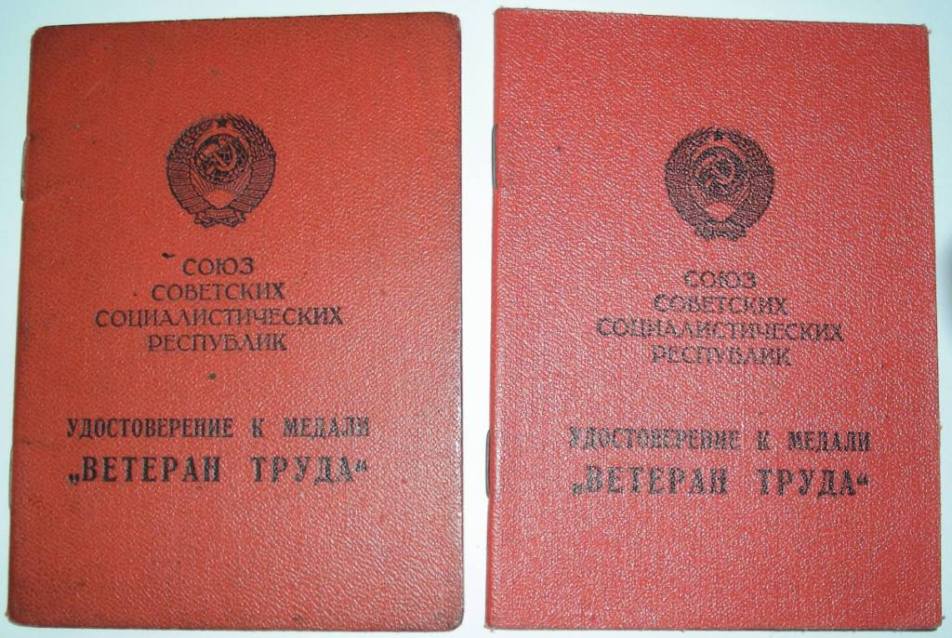 СОЮЗ
СОВЕТСКИХ
СОЦИАЛИСТИЧЕСКИХ
РЕСПУБЛИК
УДОСТОВЕРЕНИЕ К МЕДАЛИ
„ВЕТЕРАН ТРУДА“
СОЮЗ
СОВЕТСКИХ
СОЦИАЛИСТИЧЕСКИХ
РЕСПУБЛИК
УДОСТОВЕРЕНИЕ К МЕДАЛИ
„ВЕТЕРАН ТРУДА“